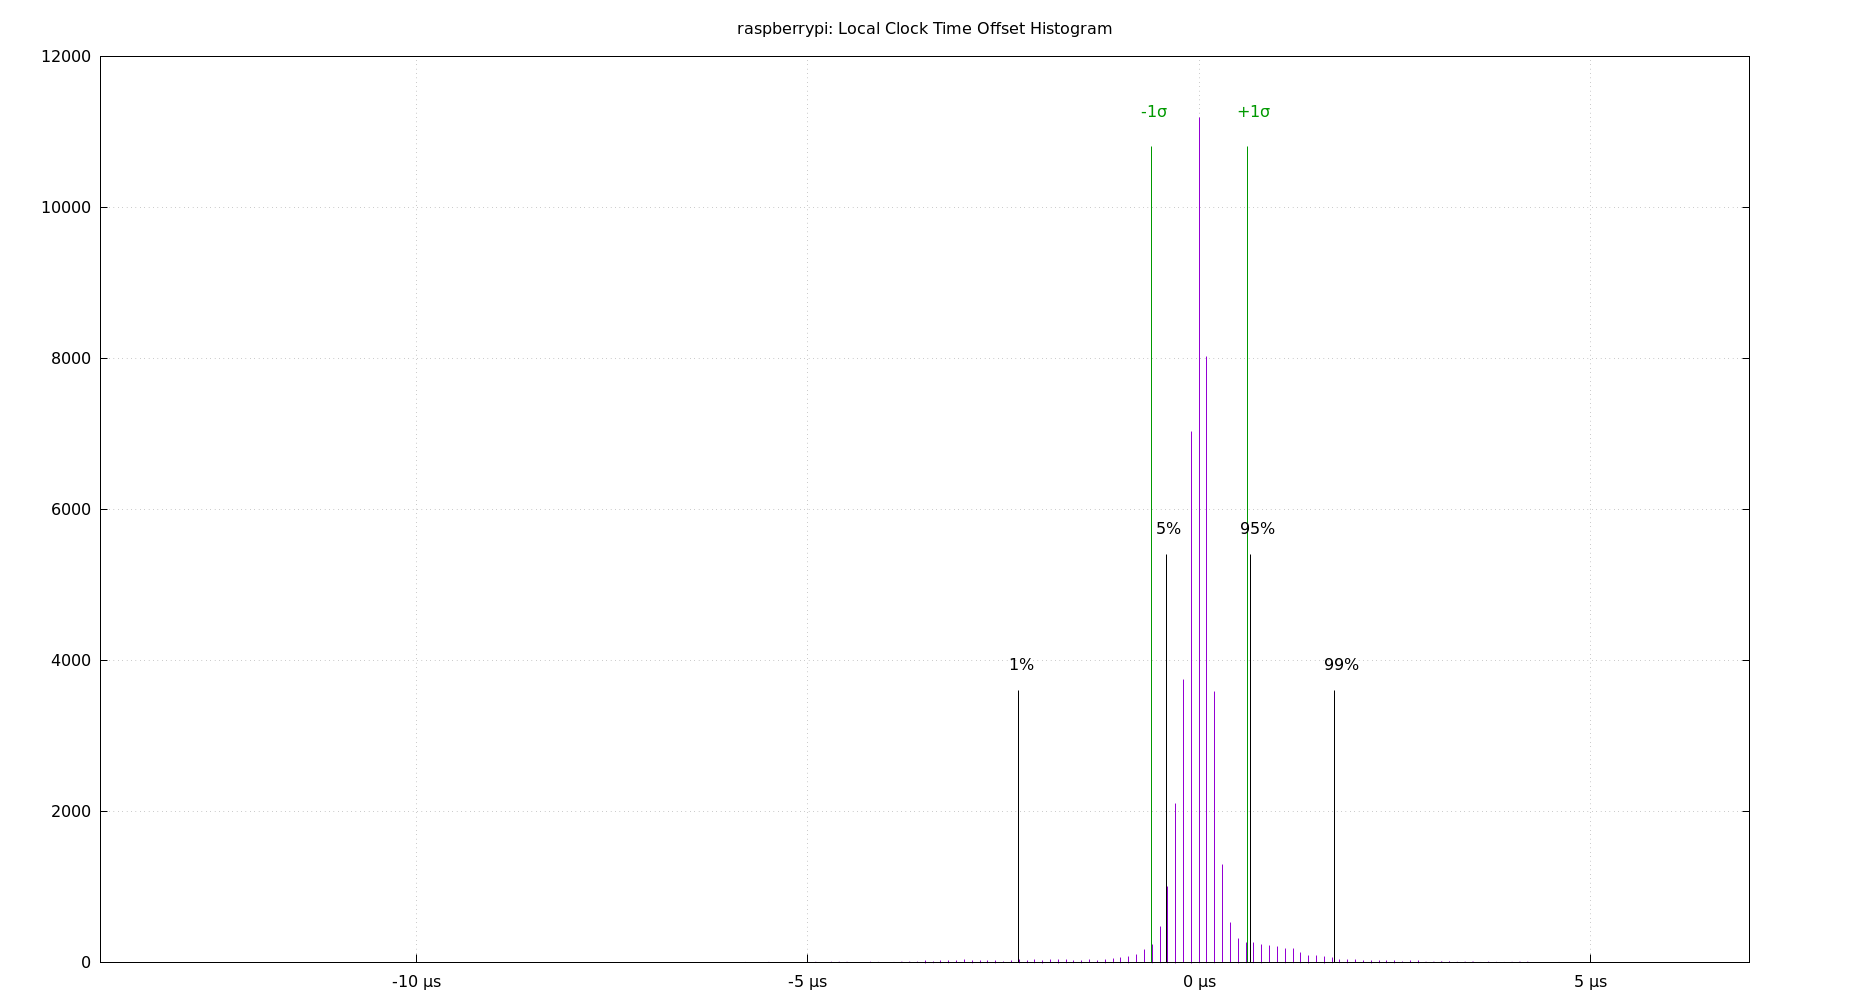 raspberrypi: Local Clock Time Offset Histogram
12000
-1σ
+1σ
10000
8000
6000
5%
95%
4000
1%
99%
2000
0
-10 µs
-5 µs
0 µs
5 µs